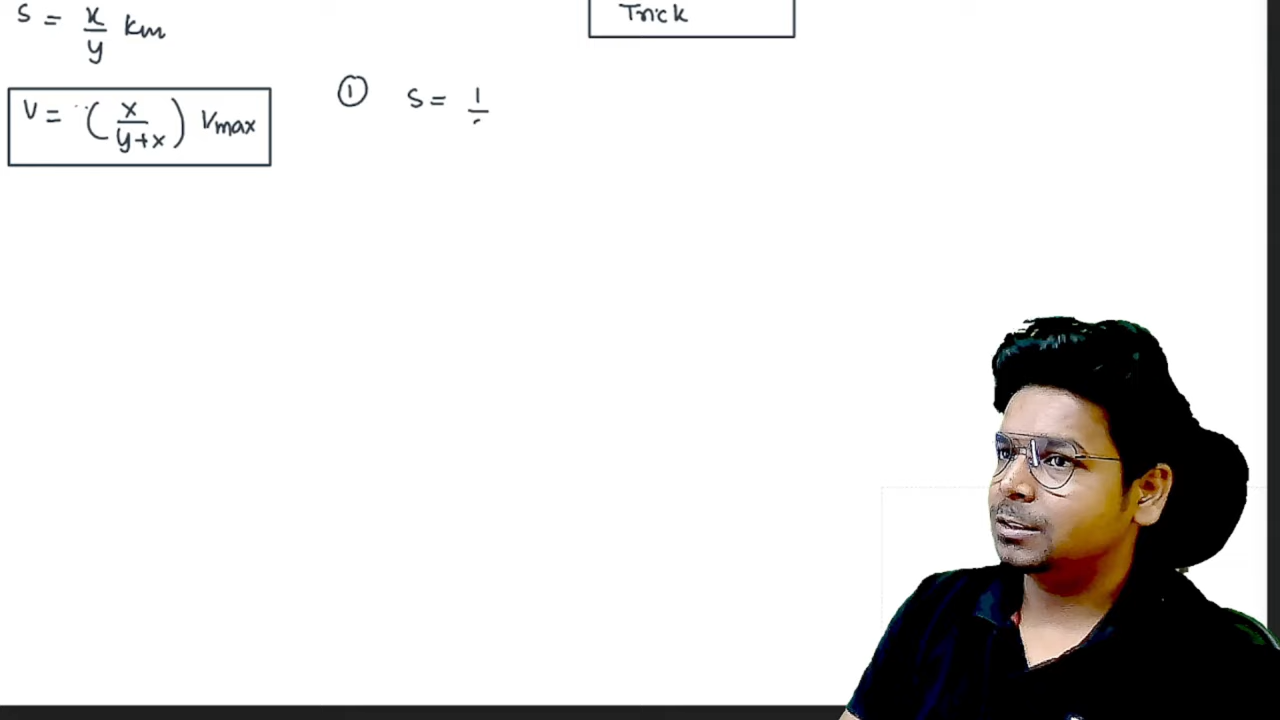 S = x/y km
Trick
V = (x/(y+x)) Vmax
① S = 1/